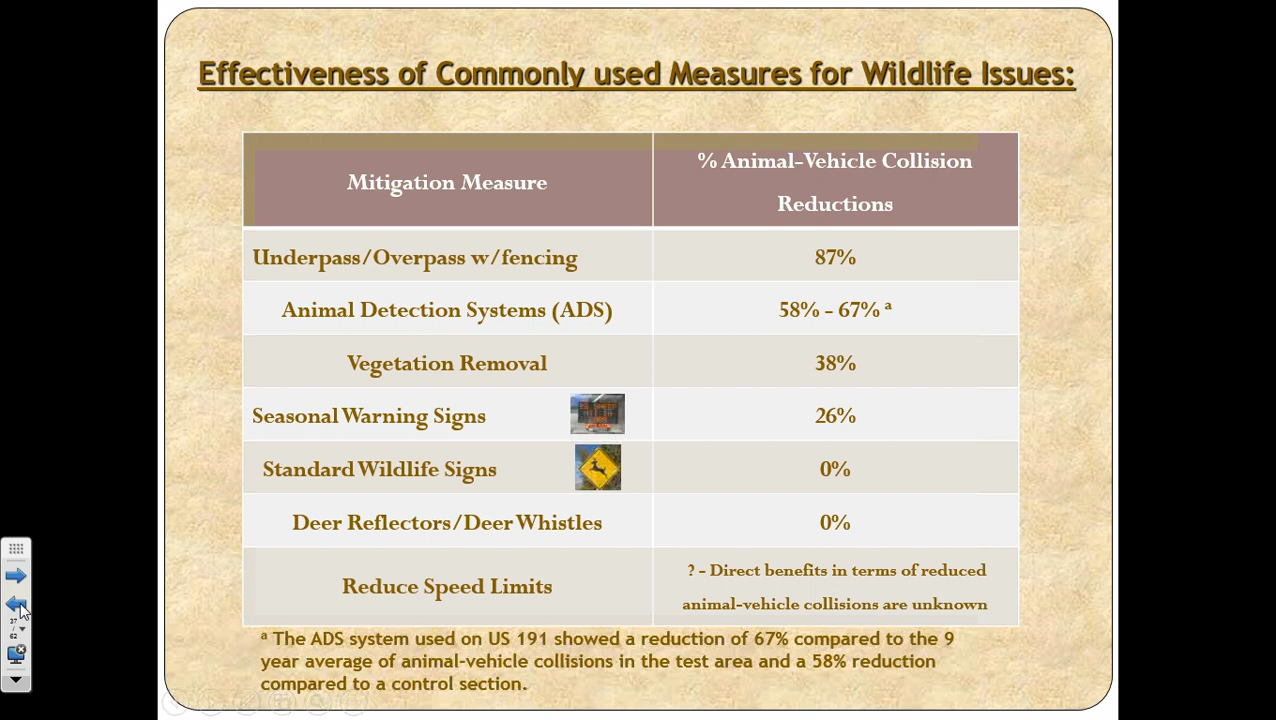 Effectiveness of Commonly used Measures for Wildlife Issues:
Mitigation Measure
% Animal-Vehicle Collision
Reductions
Underpass/Overpass w/fencing
87%
Animal Detection Systems (ADS)
58% - 67% ª
Vegetation Removal
38%
Seasonal Warning Signs
26%
Standard Wildlife Signs
0%
Deer Reflectors/Deer Whistles
0%
Reduce Speed Limits
? - Direct benefits in terms of reduced
animal-vehicle collisions are unknown
ª The ADS system used on US 191 showed a reduction of 67% compared to the 9
year average of animal-vehicle collisions in the test area and a 58% reduction
compared to a control section.
37
/
62